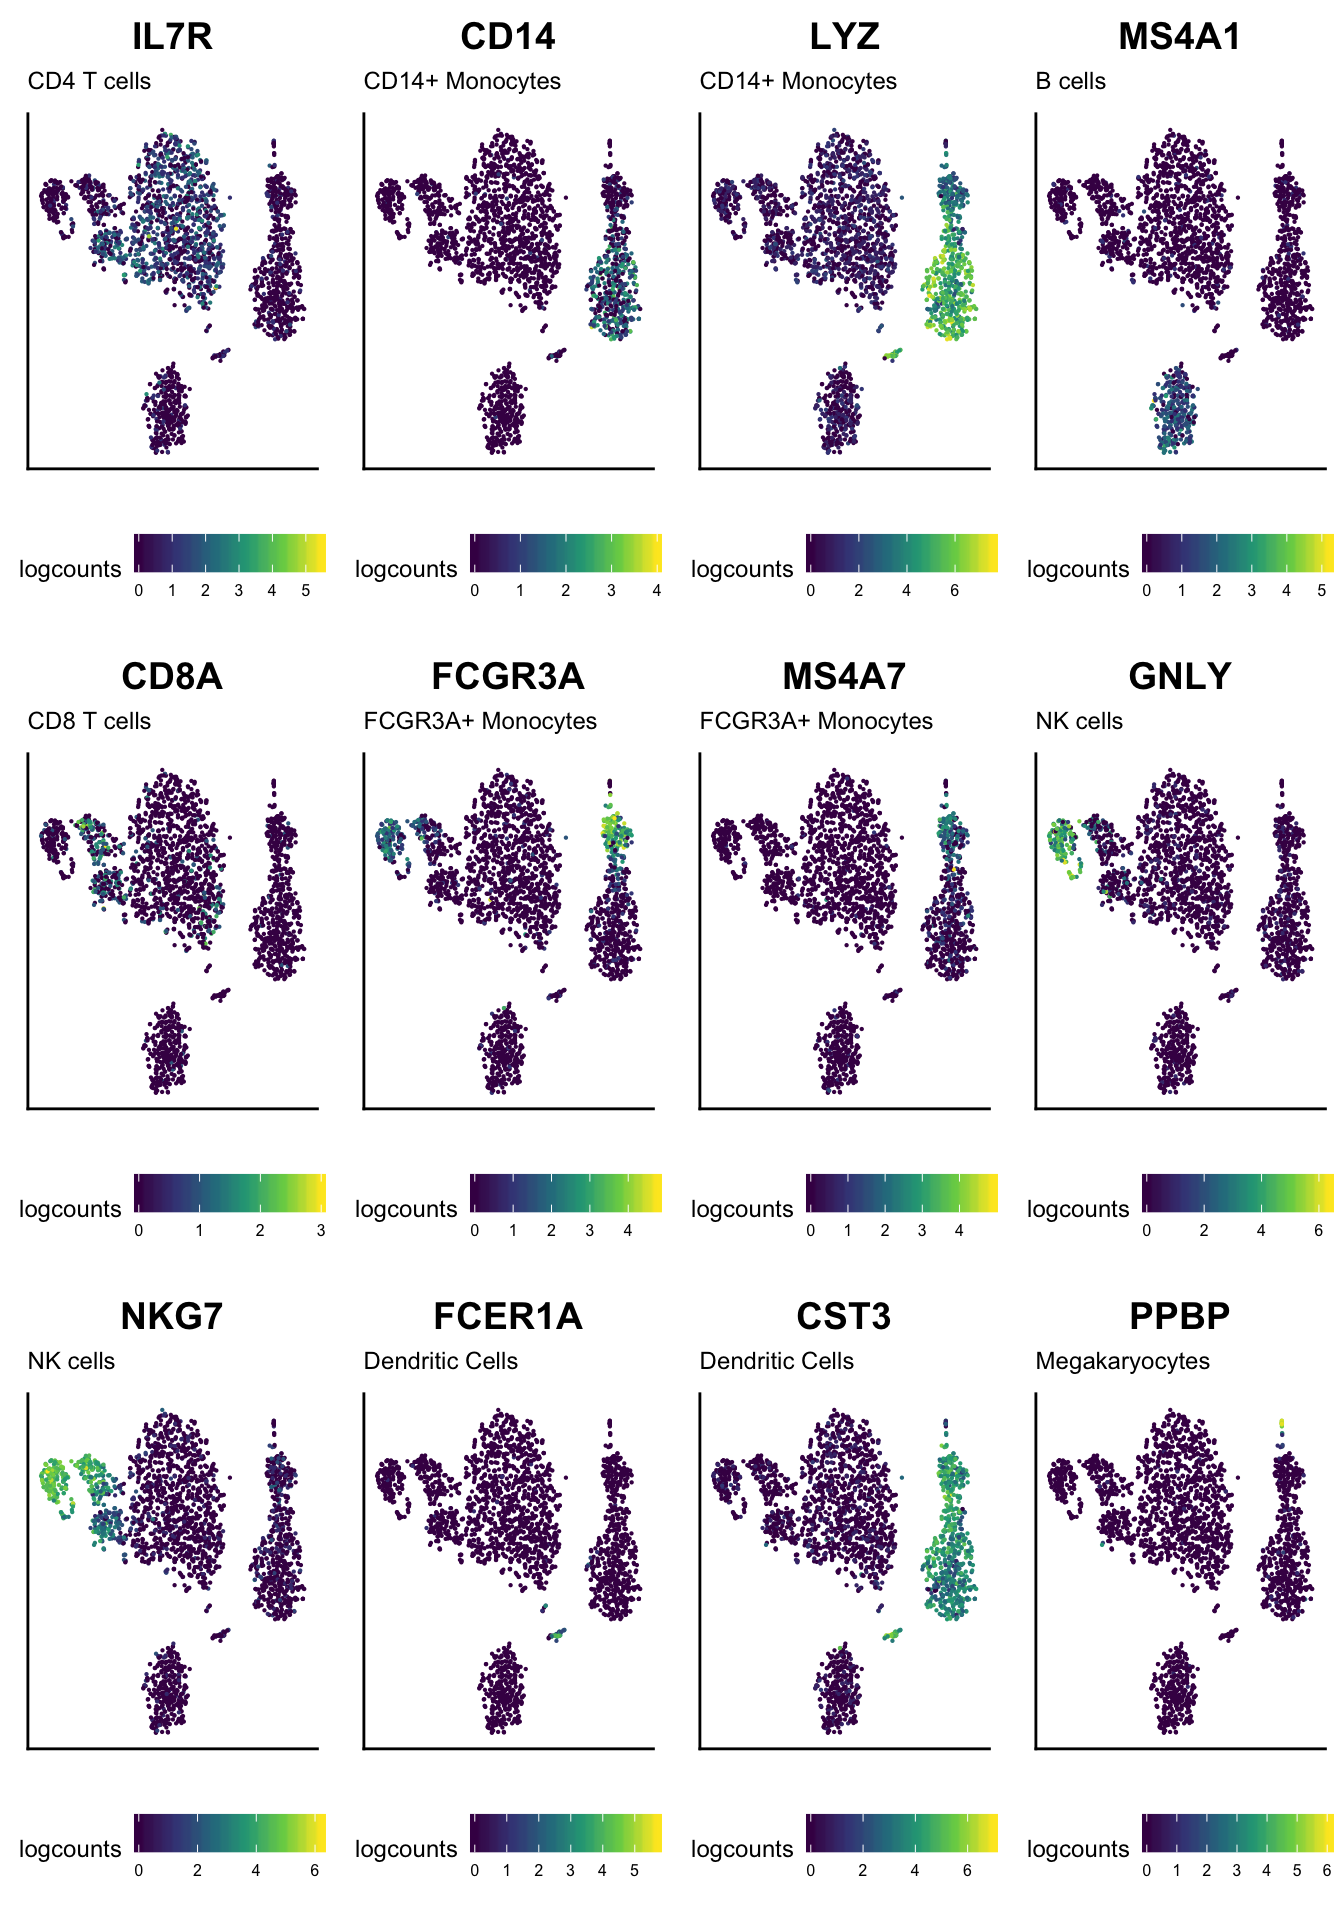 IL7R
CD14
LYZ
MS4A1
CD4 T cells
CD14+ Monocytes
CD14+ Monocytes
B cells
logcounts
0 1 2 3 4 5
logcounts
0 1 2 3 4
logcounts
0 2 4 6
logcounts
0 1 2 3 4 5
CD8A
FCGR3A
MS4A7
GNLY
CD8 T cells
FCGR3A+ Monocytes
FCGR3A+ Monocytes
NK cells
logcounts
0 1 2 3
logcounts
0 1 2 3 4
logcounts
0 1 2 3 4
logcounts
0 2 4 6
NKG7
FCER1A
CST3
PPBP
NK cells
Dendritic Cells
Dendritic Cells
Megakaryocytes
logcounts
0 2 4 6
logcounts
0 1 2 3 4 5
logcounts
0 2 4 6
logcounts
0 1 2 3 4 5 6